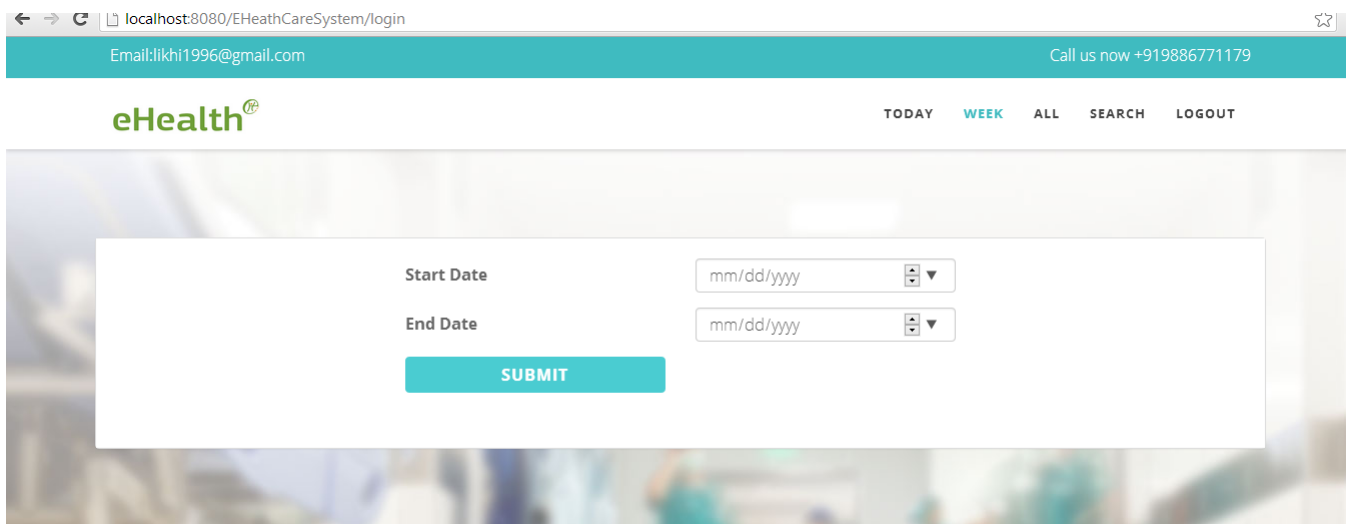 localhost:8080/EHeathCareSystem/login
Email:likhi1996@gmail.com Call us now +919886771179
eHealth TODAY WEEK ALL SEARCH LOGOUT
Start Date mm/dd/yyyy
End Date mm/dd/yyyy
SUBMIT